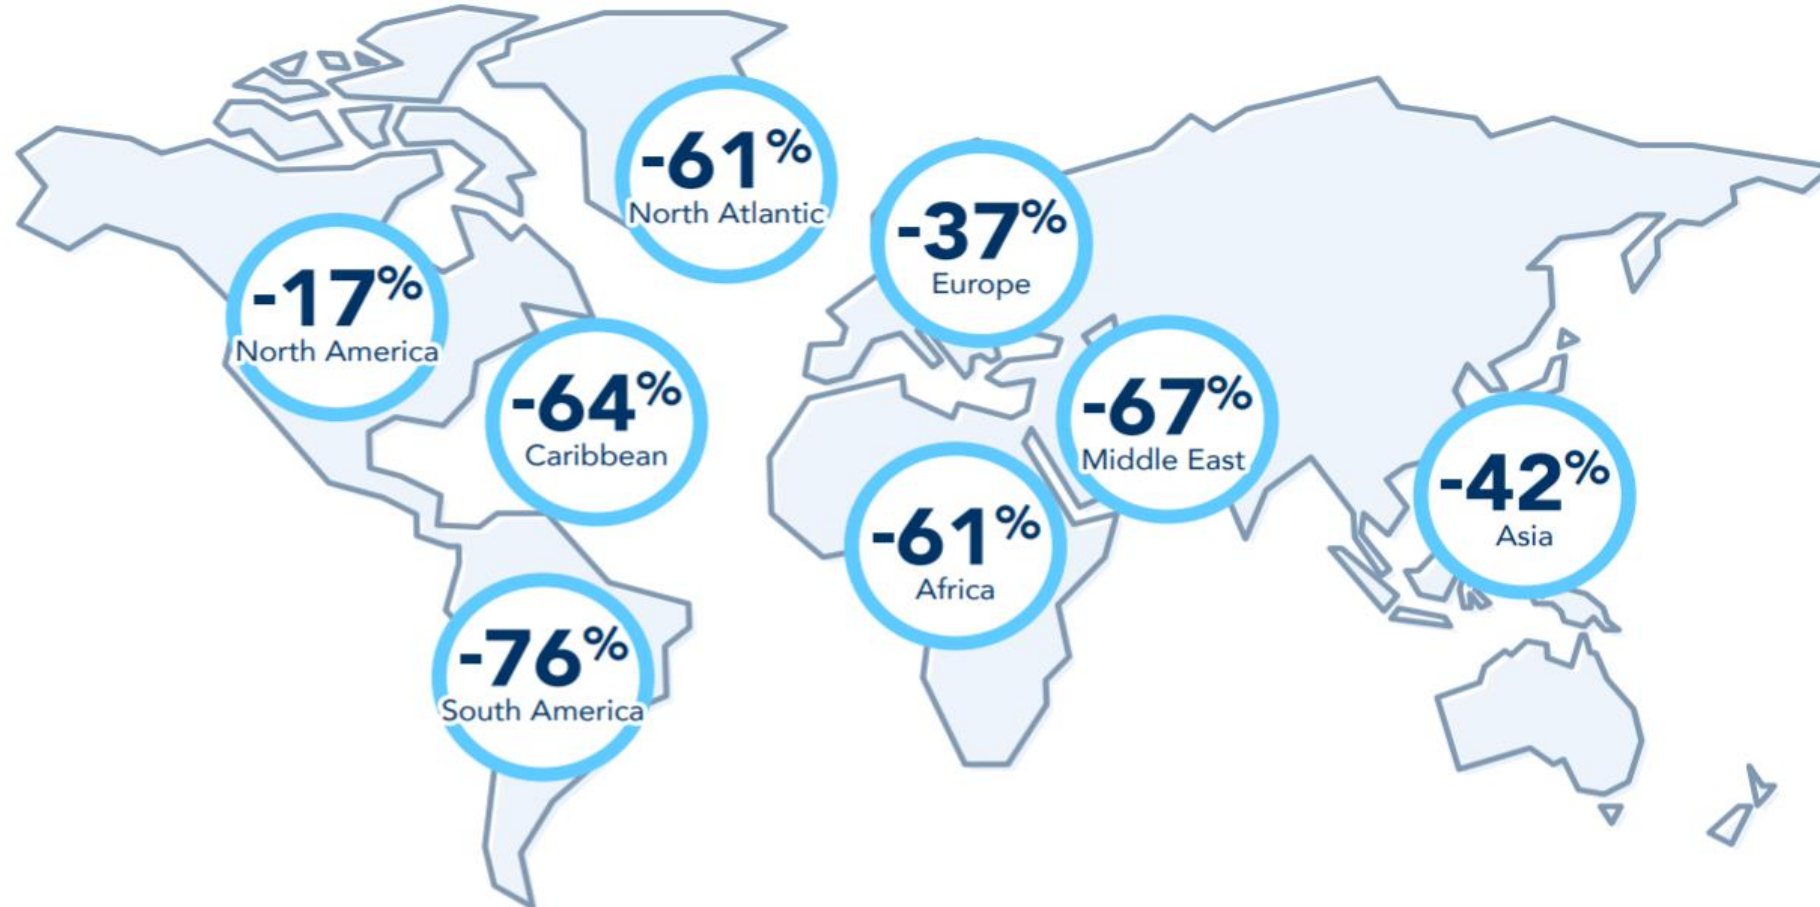 -61%
North Atlantic
-37%
Europe
-17%
North America
-64%
Caribbean
-67%
Middle East
-42%
Asia
-61%
Africa
-76%
South America